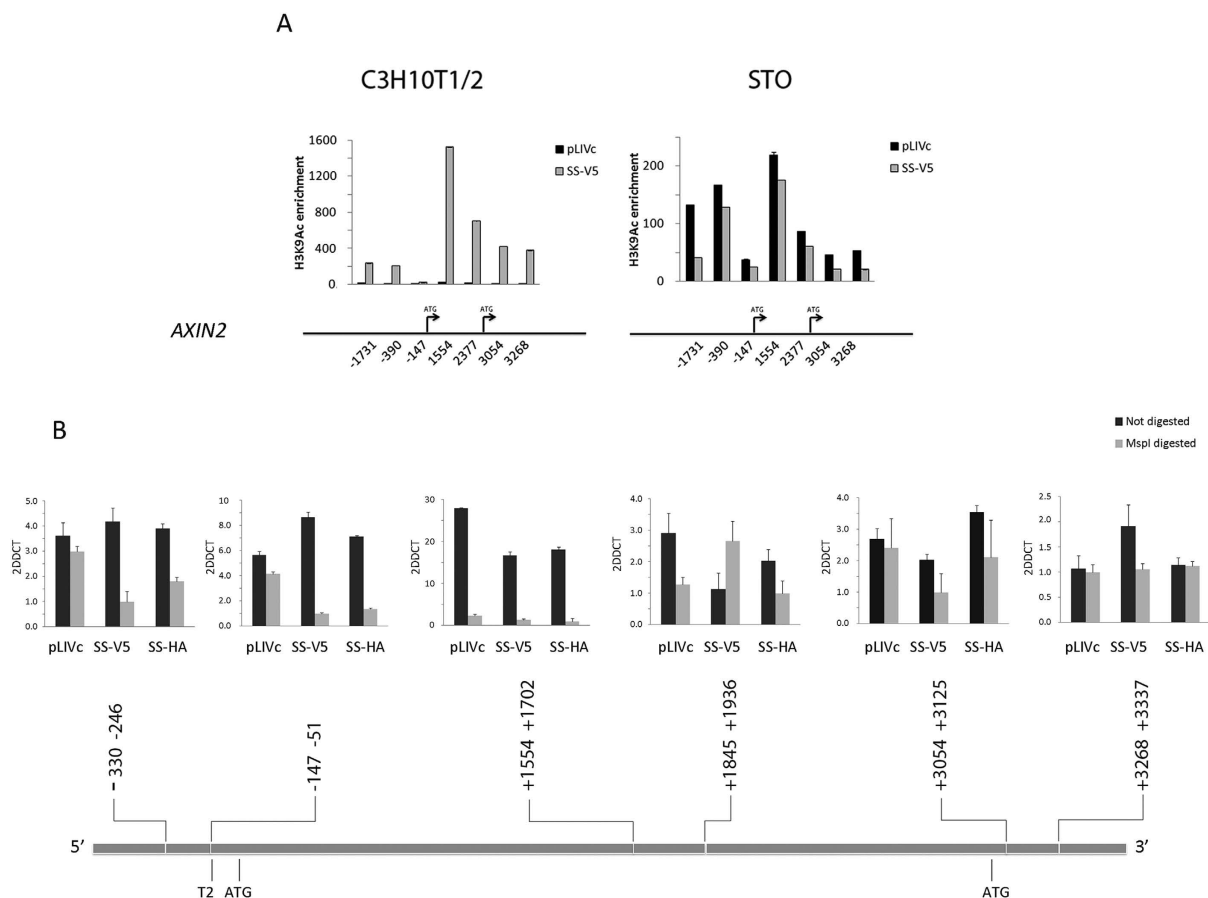 A
C3H10T1/2
STO
H3K9Ac enrichment
1600
1200
800
400
0
pLIVc
SS-V5
H3K9Ac enrichment
200
100
0
pLIVc
SS-V5
AXIN2
ATG
ATG
-1731
-390
-147
1554
2377
3054
3268
ATG
ATG
-1731
-390
-147
1554
2377
3054
3268
B
Not digested
MspI digested
2DDCT
5.0
4.0
3.0
2.0
1.0
0.0
pLIVc SS-V5 SS-HA
2DDCT
10
8.0
6.0
4.0
2.0
0.0
pLIVc SS-V5 SS-HA
2DDCT
30
20
10
0
pLIVc SS-V5 SS-HA
2DDCT
4.0
3.0
2.0
1.0
0.0
pLIVc SS-V5 SS-HA
2DDCT
4.0
3.0
2.0
1.0
0.0
pLIVc SS-V5 SS-HA
2DDCT
2.5
2.0
1.5
1.0
0.5
0.0
pLIVc SS-V5 SS-HA
- 330 -246
-147 -51
+1554 +1702
+1845 +1936
+3054 +3125
+3268 +3337
5’
3’
T2 ATG
ATG